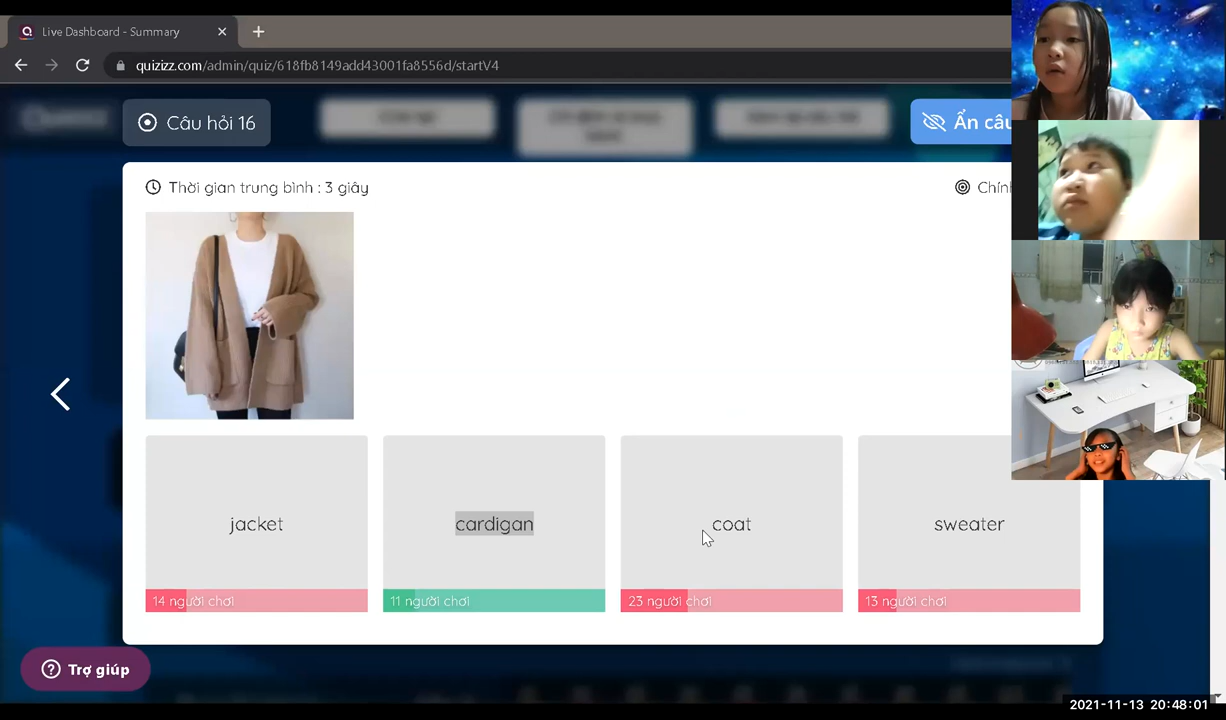 Live Dashboard - Summary
quizizz.com/admin/quiz/618fb8149add43001fa8556d/startV4
Câu hỏi 16
Ẩn câu
Thời gian trung bình : 3 giây
Chính
jacket
cardigan
coat
sweater
14 người chơi
11 người chơi
23 người chơi
13 người chơi
Trợ giúp
2021-11-13 20:48:01